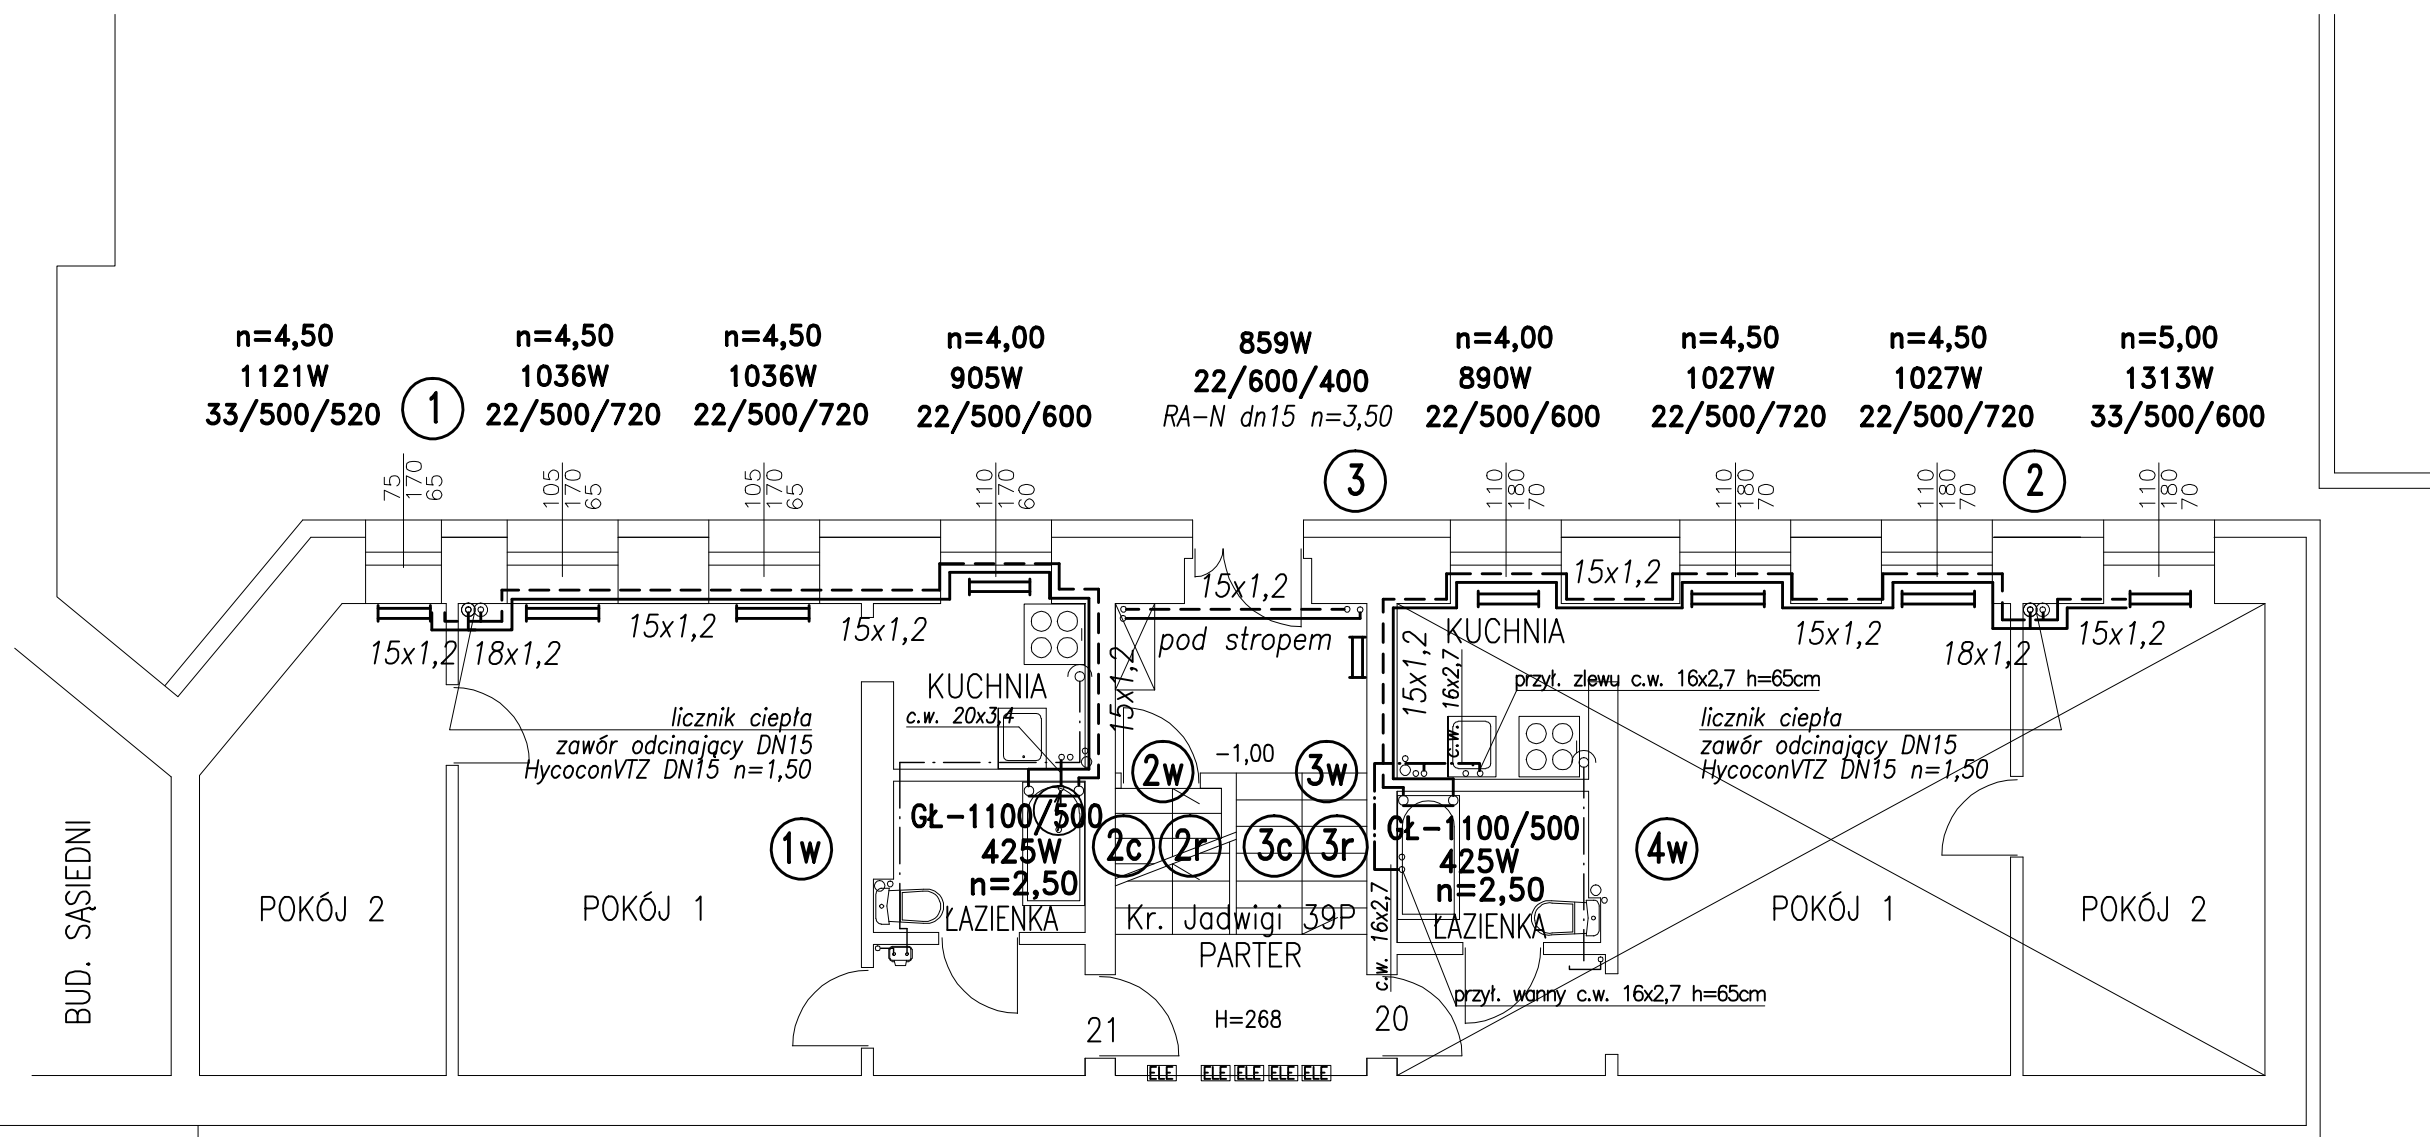 n=4,50
1121W
33/500/520
1
n=4,50
1036W
22/500/720
n=4,50
1036W
22/500/720
n=4,00
905W
22/500/600
859W
22/600/400
RA-N dn15 n=3,50
n=4,00
890W
22/500/600
n=4,50
1027W
22/500/720
n=4,50
1027W
22/500/720
n=5,00
1313W
33/500/600
3
2
75
170
65
105
170
65
105
170
65
110
170
60
110
180
70
110
180
70
110
180
70
110
180
70
15x1,2
18x1,2
15x1,2
15x1,2
15x1,2
15x1,2
pod stropem
15x1,2
15x1,2
16x2,7
c.w.
KUCHNIA
15x1,2
18x1,2
15x1,2
KUCHNIA
c.w. 20x3,4
licznik ciepła
zawór odcinający DN15
HycoconVTZ DN15 n=1,50
przył. zlewu c.w. 16x2,7 h=65cm
licznik ciepła
zawór odcinający DN15
HycoconVTZ DN15 n=1,50
-1,00
2w
3w
2c
2r
3c
3r
1w
4w
GŁ-1100/500
425W
n=2,50
ŁAZIENKA
GŁ-1100/500
425W
n=2,50
ŁAZIENKA
BUD. SĄSIEDNI
POKÓJ 2
POKÓJ 1
Kr. Jadwigi 39P
PARTER
c.w. 16x2,7
POKÓJ 1
POKÓJ 2
przył. wanny c.w. 16x2,7 h=65cm
21
H=268
20
ELE
ELE
ELE
ELE
ELE